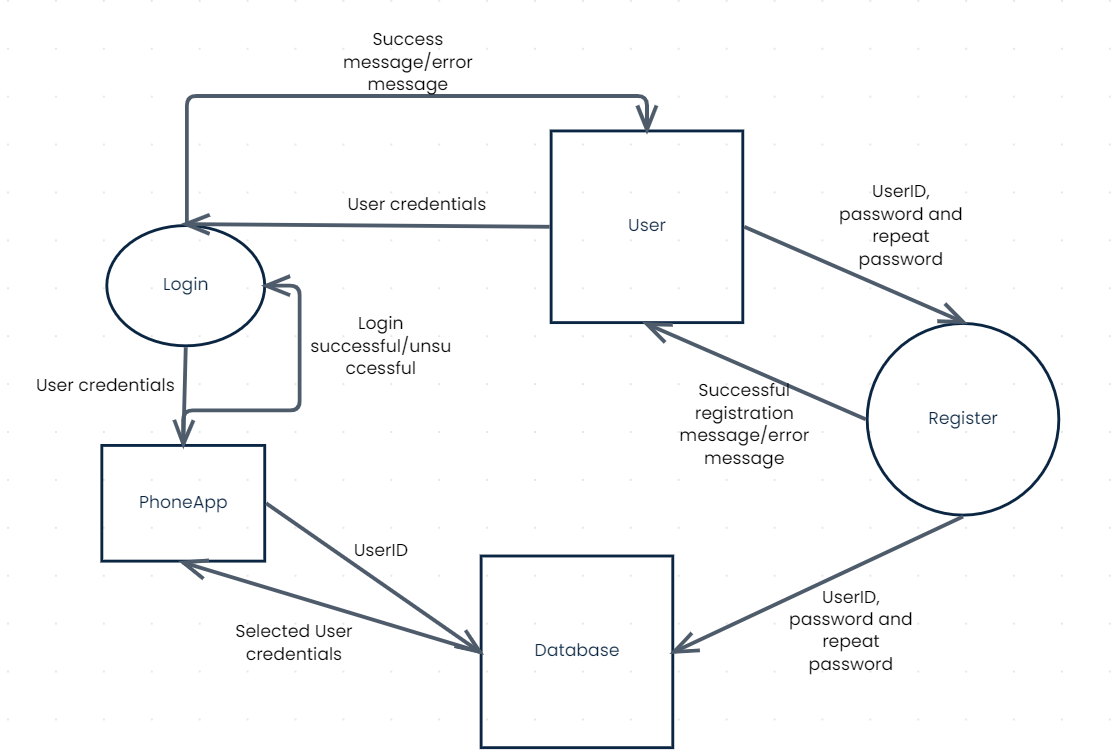 Success
message/error
message
User credentials
User
UserID,
password and
repeat
password
Login
Login
successful/unsu
ccessful
User credentials
Successful
registration
message/error
message
Register
PhoneApp
UserID
Selected User
credentials
Database
UserID,
password and
repeat
password